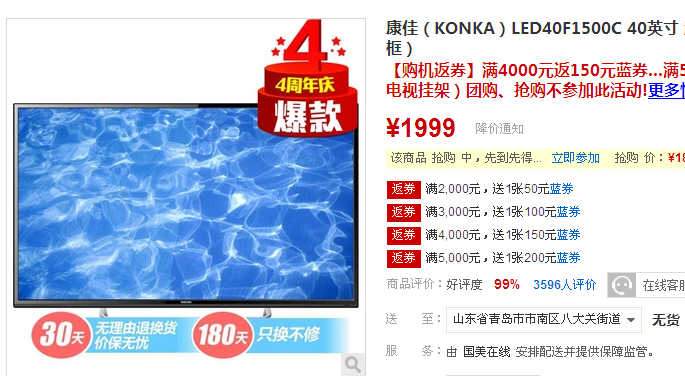 康佳（KONKA）LED40F1500C 40英寸
框）
【购机返券】满4000元返150元蓝券...满5
电视挂架）团购、抢购不参加此活动!更多
¥1999 降价通知
该商品 抢购 中，先到先得... 立即参加 抢购 价：¥18
返券 满2,000元，送1张50元蓝券
返券 满3,000元，送1张100元蓝券
返券 满4,000元，送1张150元蓝券
返券 满5,000元，送1张200元蓝券
商品评价： 好评度 99% 3596人评价 在线客服
送 至： 山东省青岛市市南区八大关街道 无货
服 务： 由 国美在线 安排配送并提供保障监管。
4
4周年庆
爆款
30天 无理由退换货
价保无忧
180天 只换不修